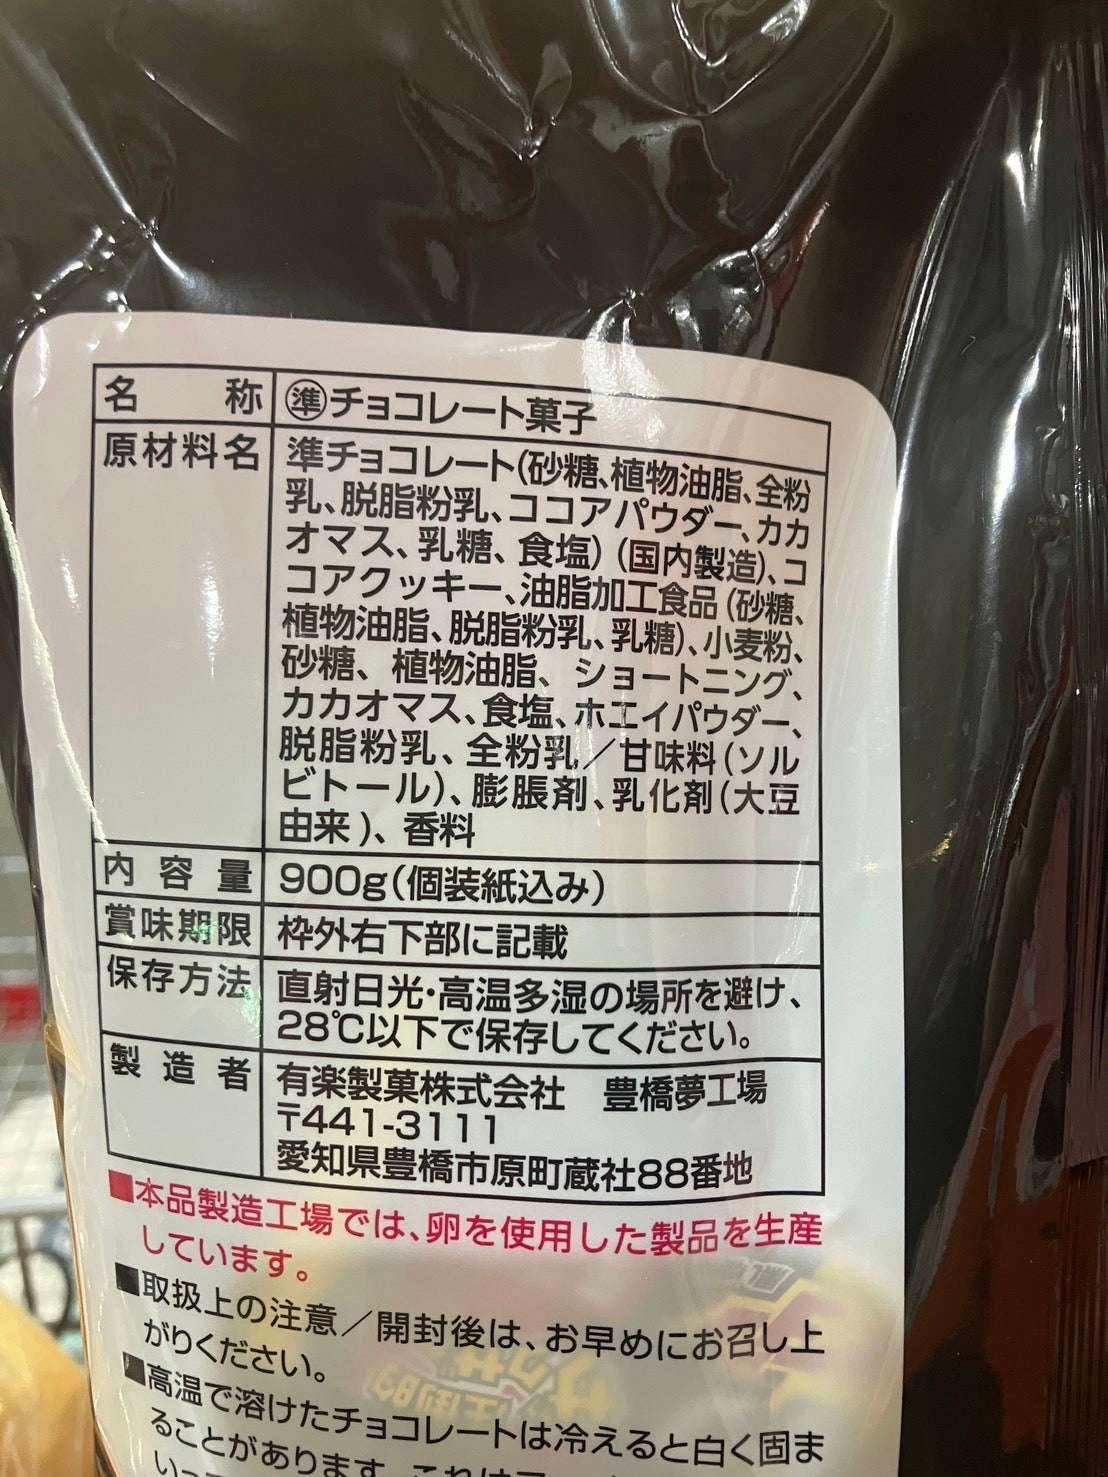 名称 ㊟準チョコレート菓子
原材料名 準チョコレート(砂糖、植物油脂、全粉
乳、脱脂粉乳、ココアパウダー、カカ
オマス、乳糖、食塩)(国内製造)、コ
コアクッキー、油脂加工食品(砂糖、
植物油脂、脱脂粉乳、乳糖)、小麦粉、
砂糖、植物油脂、ショートニング、
カカオマス、食塩、ホエイパウダー、
脱脂粉乳、全粉乳/甘味料(ソル
ビトール)、膨脹剤、乳化剤(大豆
由来)、香料
内容量 900g(個装紙込み)
賞味期限 枠外右下部に記載
保存方法 直射日光・高温多湿の場所を避け、
28℃以下で保存してください。
製造者 有楽製菓株式会社 豊橋夢工場
〒441-3111
愛知県豊橋市原町蔵社88番地
■本品製造工場では、卵を使用した製品を生産
しています。
■取扱上の注意/開封後は、お早めにお召し上
がりください。
■高温で溶けたチョコレートは冷えると白く固ま
ることがあります。これは